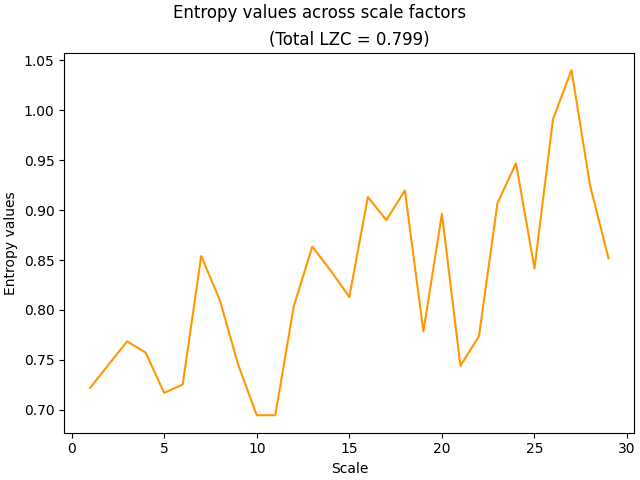 Entropy values across scale factors
(Total LZC = 0.799)
1.05
1.00
0.95
0.90
0.85
0.80
0.75
0.70
Entropy values
0 5 10 15 20 25 30
Scale